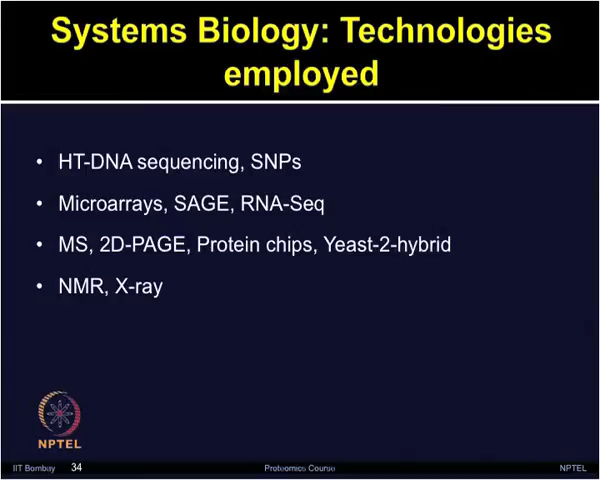 Systems Biology: Technologies
employed
• HT-DNA sequencing, SNPs
• Microarrays, SAGE, RNA-Seq
• MS, 2D-PAGE, Protein chips, Yeast-2-hybrid
• NMR, X-ray
NPTEL
IIT Bombay 34 Proteomics Course NPTEL